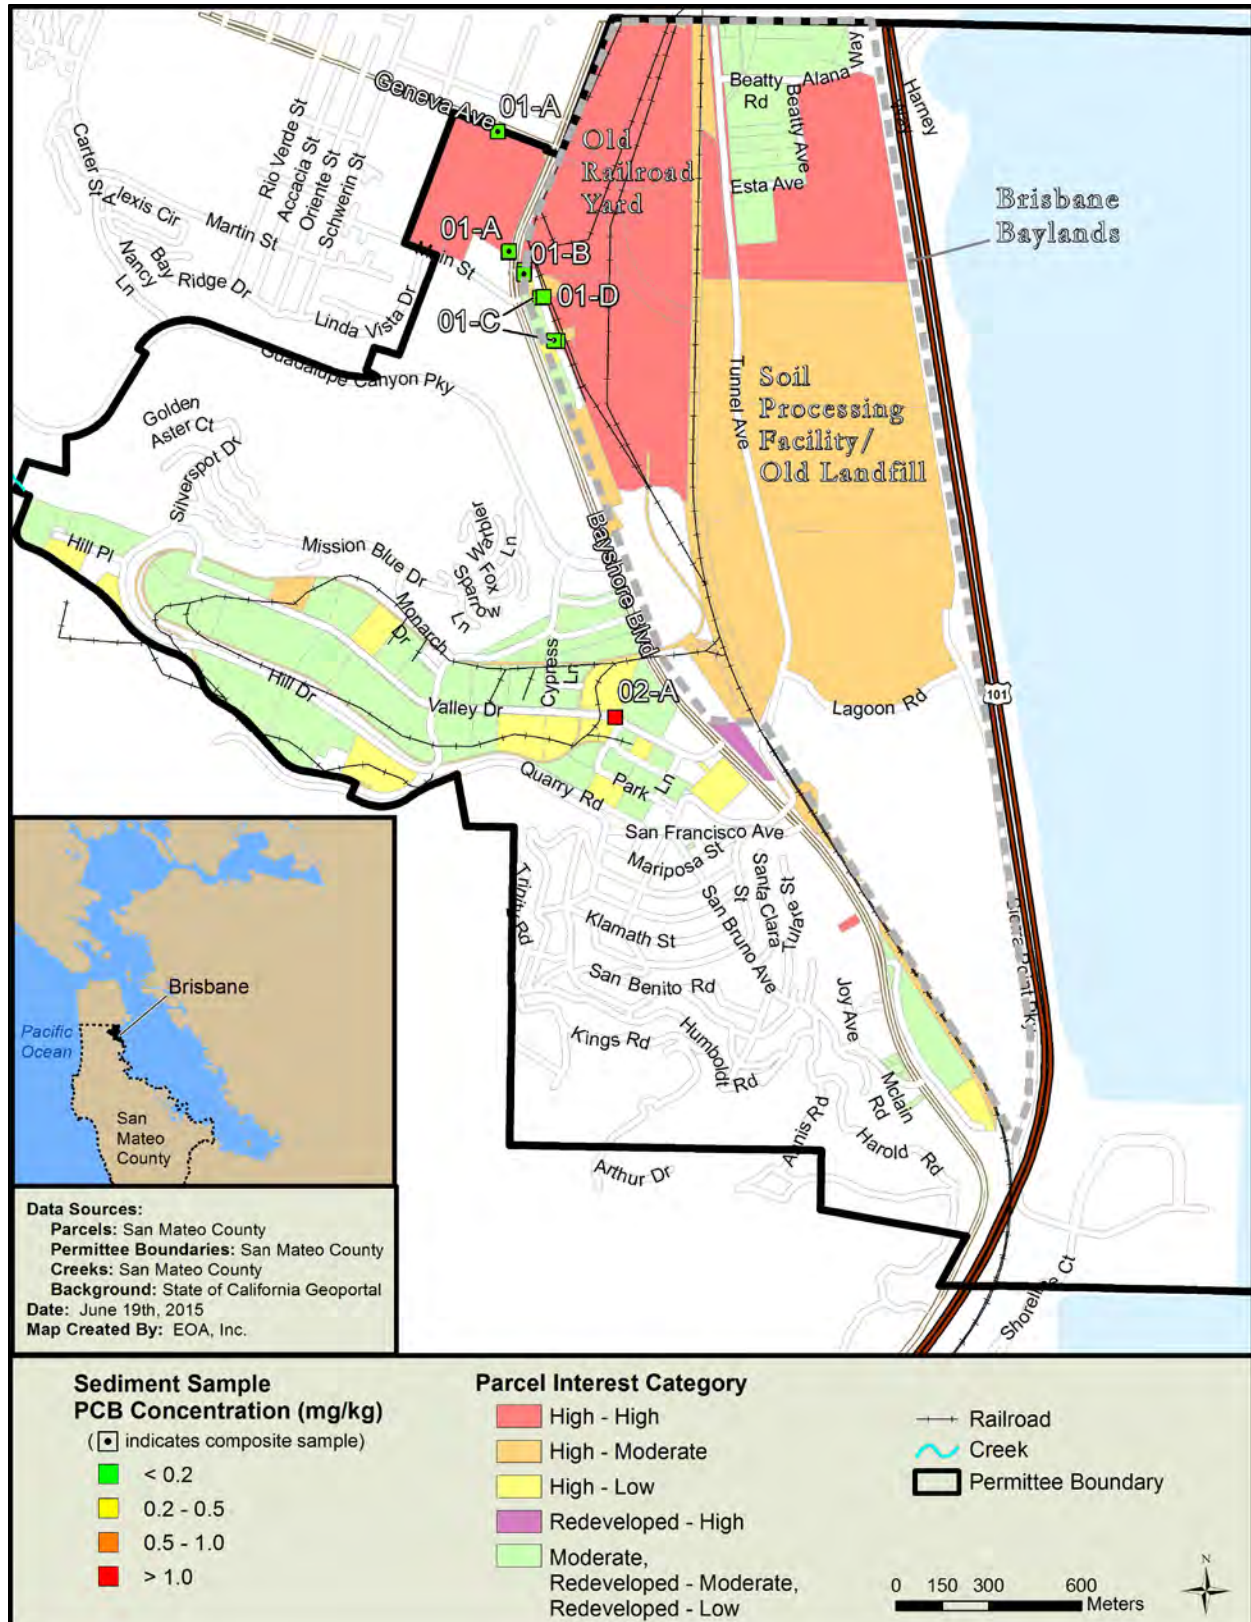 Geneva Ave
01-A
Carter St
Rio Verde St
Accacia St
Oriente St
Schwerin St
Martin St
Bay Ridge Dr
Nancy
Ln
Linda Vista Dr
Guadalupe Canyon Pky
01-A
01-B
01-D
01-C
Old
Railroad
Yard
Beatty
Rd
Alana
Way
Beatty Ave
Esta Ave
Harney
Brisbane
Baylands
Tunnel Ave
Soil
Processing
Facility/
Old Landfill
Golden
Aster Ct
Silverspot Dr
Hill Pl
Mission Blue Dr
Warbler
Ln
Fox
Sparrow
Ln
Monarch
Dr
Bayshore Blvd
Cypress
Ln
Hill Dr
Valley Dr
02-A
Lagoon Rd
101
Quarry Rd
Park
Ln
San Francisco Ave
Mariposa St
Santa Clara
St
Tulare St
Trinity Rd
Klamath St
San Bruno Ave
San Benito Rd
Kings Rd
Humboldt
Rd
Joy Ave
Mclain
Rd
Annis Rd
Harold Rd
Arthur Dr
Sierra Point Pky
Shoreline Ct
Brisbane
Pacific
Ocean
San
Mateo
County
Data Sources:
Parcels: San Mateo County
Permittee Boundaries: San Mateo County
Creeks: San Mateo County
Background: State of California Geoportal
Date: June 19th, 2015
Map Created By: EOA, Inc.
Sediment Sample
PCB Concentration (mg/kg)
( indicates composite sample)
< 0.2
0.2 - 0.5
0.5 - 1.0
> 1.0
Parcel Interest Category
High - High
High - Moderate
High - Low
Redeveloped - High
Moderate,
Redeveloped - Moderate,
Redeveloped - Low
Railroad
Creek
Permittee Boundary
N
0 150 300 600
Meters